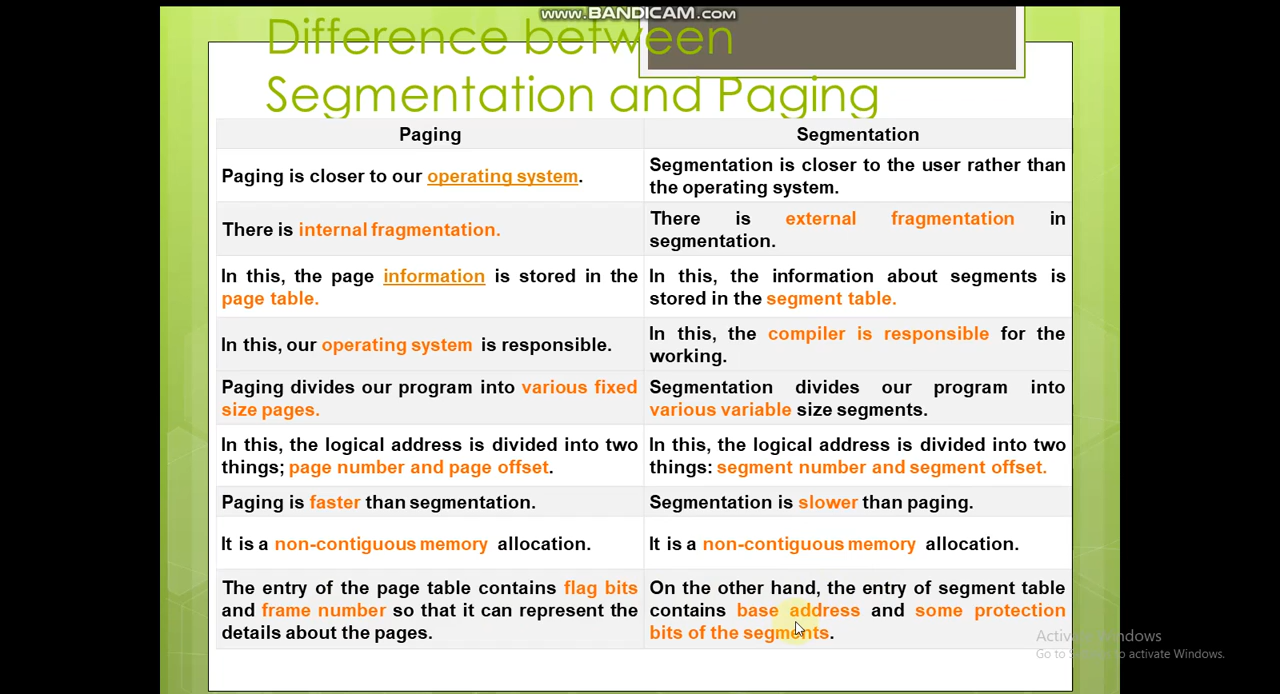 www.BANDICAM.com
Difference between
Segmentation and Paging
Paging
Segmentation
Paging is closer to our operating system.
Segmentation is closer to the user rather than
the operating system.
There is internal fragmentation.
There is external fragmentation in
segmentation.
In this, the page information is stored in the
page table.
In this, the information about segments is
stored in the segment table.
In this, our operating system is responsible.
In this, the compiler is responsible for the
working.
Paging divides our program into various fixed
size pages.
Segmentation divides our program into
various variable size segments.
In this, the logical address is divided into two
things; page number and page offset.
In this, the logical address is divided into two
things: segment number and segment offset.
Paging is faster than segmentation.
Segmentation is slower than paging.
It is a non-contiguous memory allocation.
It is a non-contiguous memory allocation.
The entry of the page table contains flag bits
and frame number so that it can represent the
details about the pages.
On the other hand, the entry of segment table
contains base address and some protection
bits of the segments.
Activate Windows
Go to Settings to activate Windows.